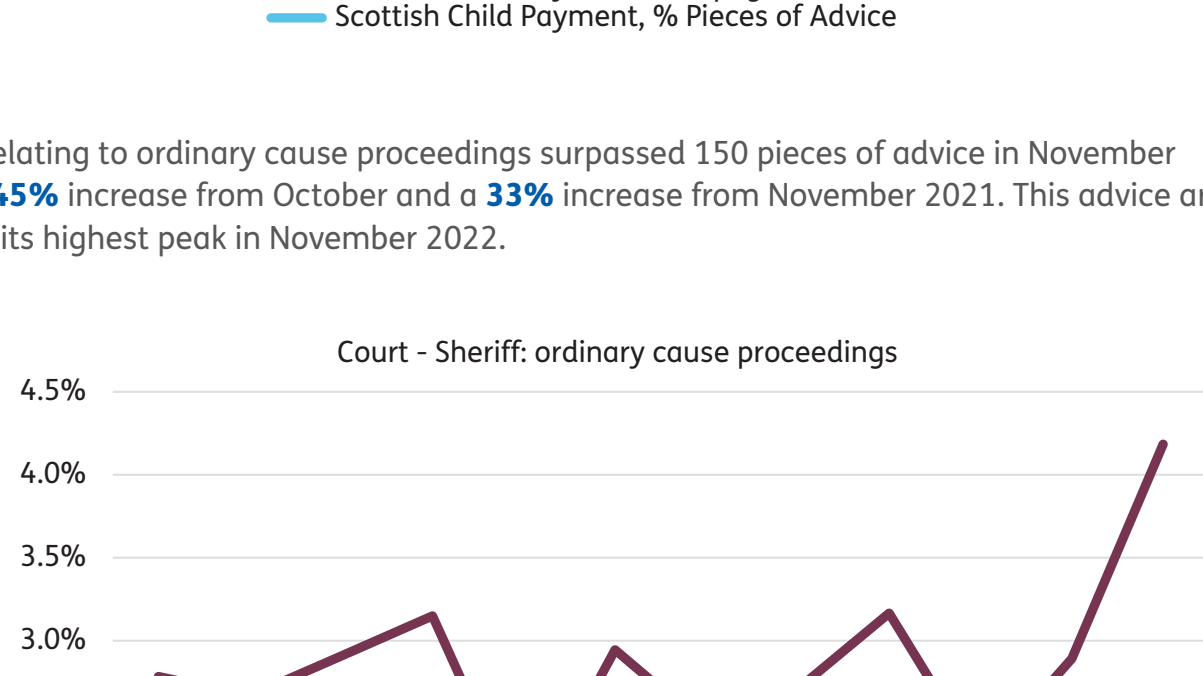 Scottish Child Payment, % Pieces of Advice
relating to ordinary cause proceedings surpassed 150 pieces of advice in November
45% increase from October and a 33% increase from November 2021. This advice
its highest peak in November 2022.
Court - Sheriff: ordinary cause proceedings
4.5%
4.0%
3.5%
3.0%